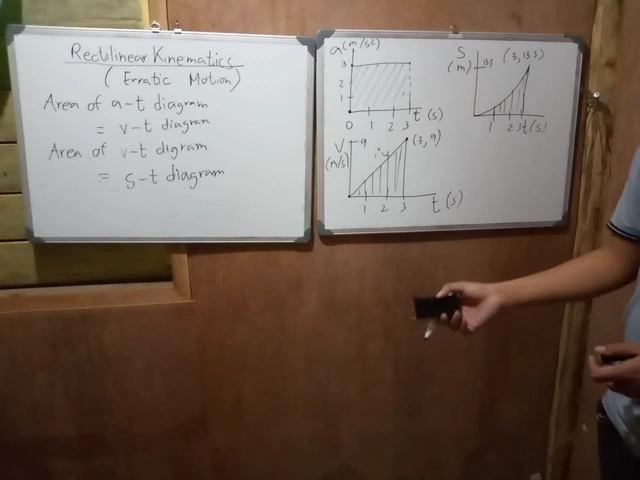 Rectilinear Kinematics
(Erratic Motion)
Area of a-t diagram
= v-t diagram
Area of v-t digram
= s-t diagram
a(m/s2)
3
2
1
0 1 2 3 t (s)
S
(m)
13.5 (3, 13.5)
1 2 3 t(s)
V
(m/s)
9 (3, 9)
1 2 3 t (s)